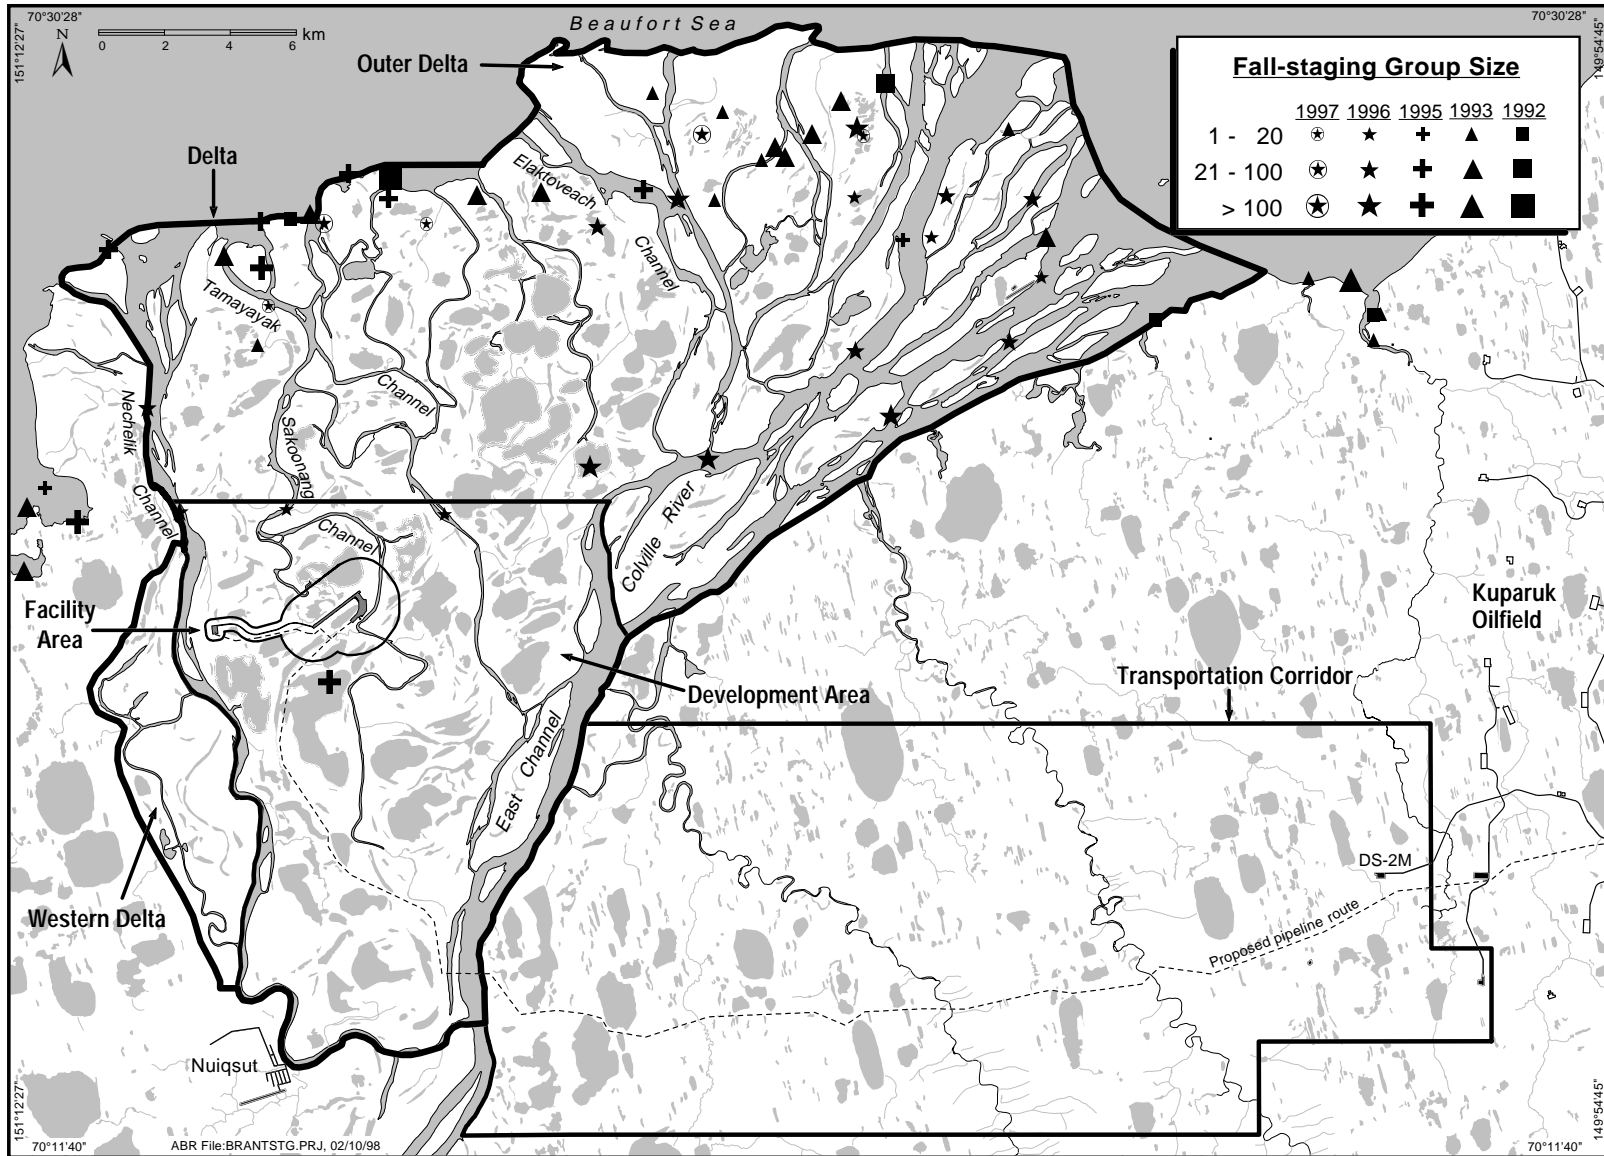 70°30'28"
70°30'28"
151°12'27"
149°54'45"
N
0 2 4 6 km
Beaufort Sea
Outer Delta
Delta
Fall-staging Group Size
1997 1996 1995 1993 1992
1 - 20
21 - 100
> 100
Elaktoveach
Channel
Tamayayak
Channel
Nechelik
Channel
Sakoonang
Channel
Colville River
Facility
Area
Kuparuk
Oilfield
Transportation Corridor
Development Area
East Channel
DS-2M
Western Delta
Proposed pipeline route
Nuiqsut
151°12'27"
149°54'45"
70°11'40"
ABR File:BRANTSTG.PRJ, 02/10/98
70°11'40"